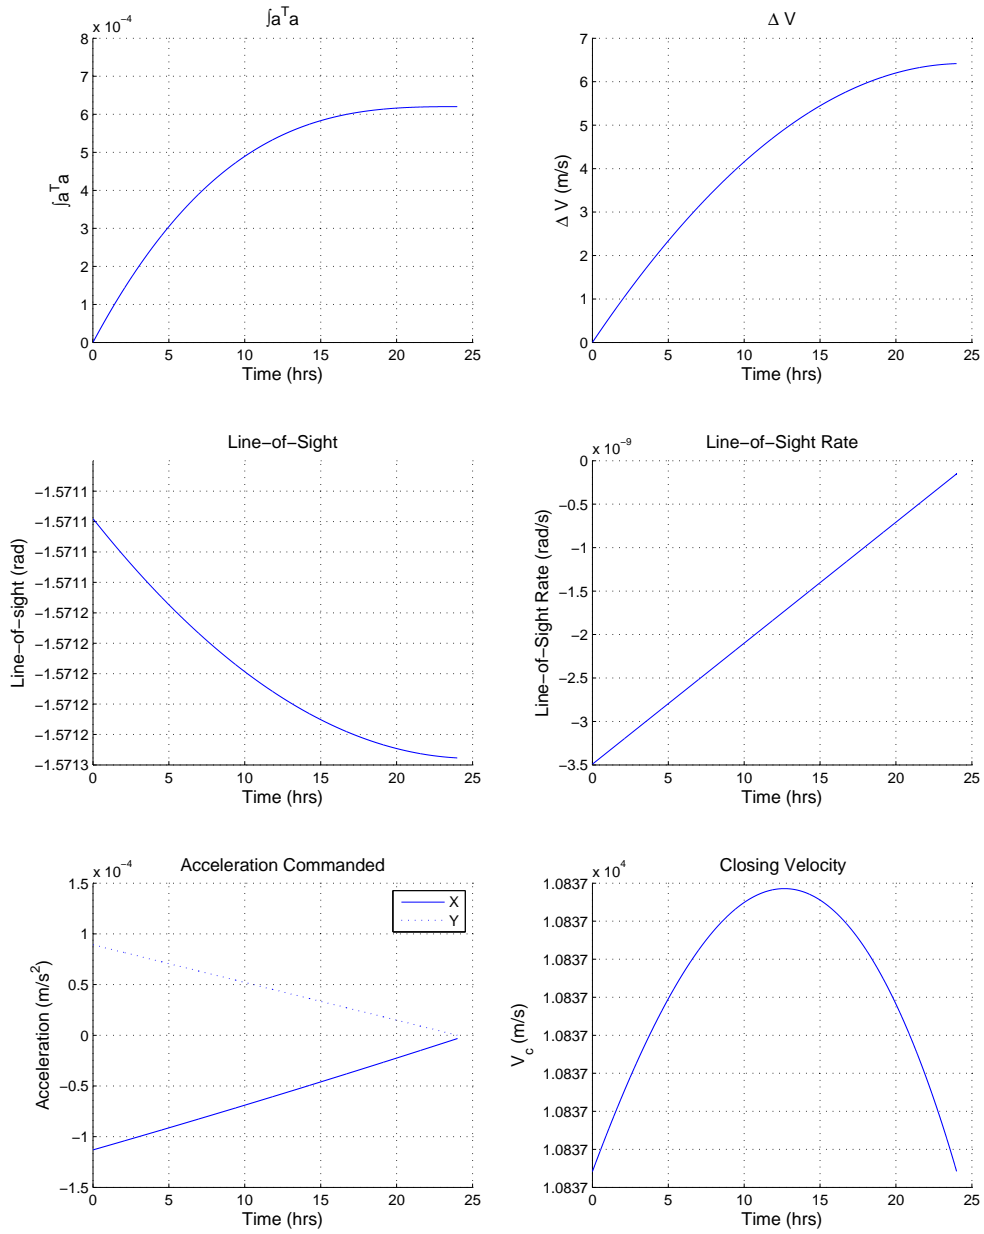 ∫aᵀa
x 10⁻⁴
8
7
6
5
4
3
2
1
0
∫aᵀa
0 5 10 15 20 25
Time (hrs)
Δ V
7
6
5
4
3
2
1
0
Δ V (m/s)
0 5 10 15 20 25
Time (hrs)
Line−of−Sight
−1.5711
−1.5711
−1.5711
−1.5711
−1.5712
−1.5712
−1.5712
−1.5712
−1.5712
−1.5713
Line−of−sight (rad)
0 5 10 15 20 25
Time (hrs)
Line−of−Sight Rate
x 10⁻⁹
0
−0.5
−1
−1.5
−2
−2.5
−3
−3.5
Line−of−Sight Rate (rad/s)
0 5 10 15 20 25
Time (hrs)
Acceleration Commanded
x 10⁻⁴
1.5
1
0.5
0
−0.5
−1
−1.5
Acceleration (m/s²)
X
Y
0 5 10 15 20 25
Time (hrs)
Closing Velocity
x 10⁴
1.0837
1.0837
1.0837
1.0837
1.0837
1.0837
1.0837
1.0837
1.0837
V_c (m/s)
0 5 10 15 20 25
Time (hrs)